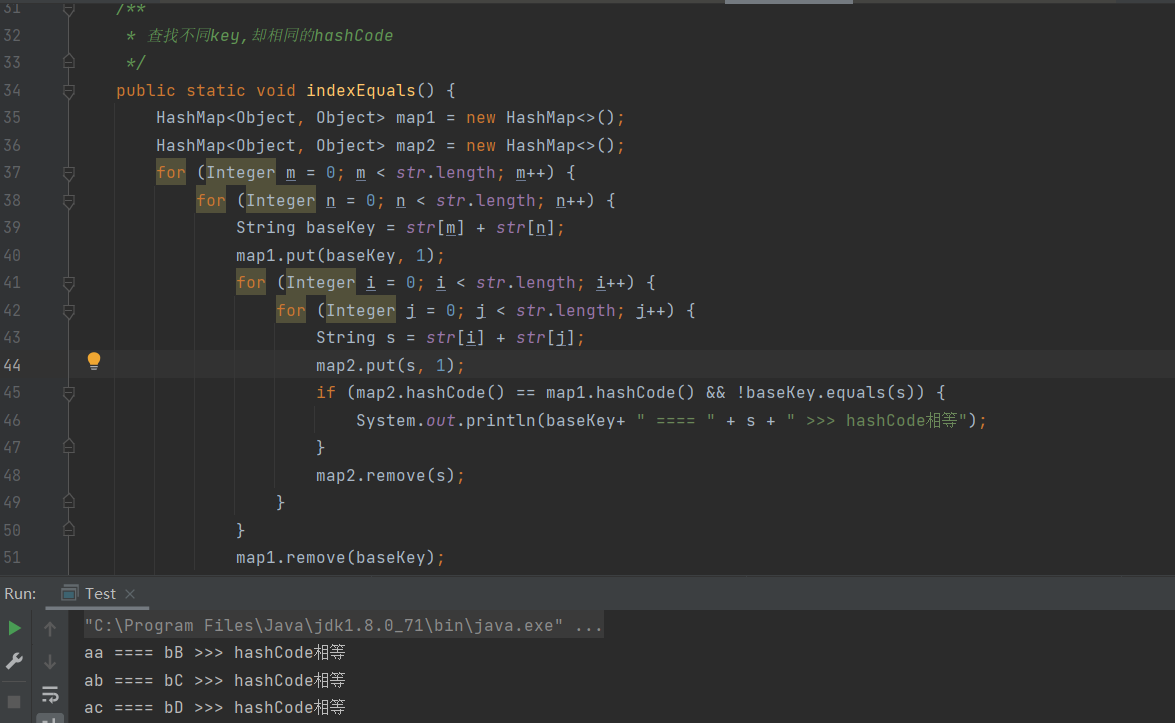 31 /**
32 * 查找不同key,却相同的hashCode
33 */
34 public static void indexEquals() {
35 HashMap<Object, Object> map1 = new HashMap<>();
36 HashMap<Object, Object> map2 = new HashMap<>();
37 for (Integer m = 0; m < str.length; m++) {
38 for (Integer n = 0; n < str.length; n++) {
39 String baseKey = str[m] + str[n];
40 map1.put(baseKey, 1);
41 for (Integer i = 0; i < str.length; i++) {
42 for (Integer j = 0; j < str.length; j++) {
43 String s = str[i] + str[j];
44 map2.put(s, 1);
45 if (map2.hashCode() == map1.hashCode() && !baseKey.equals(s)) {
46 System.out.println(baseKey+ " ==== " + s + " >>> hashCode相等");
47 }
48 map2.remove(s);
49 }
50 }
51 map1.remove(baseKey);
Run: Test
"C:\Program Files\Java\jdk1.8.0_71\bin\java.exe" ...
aa ==== bB >>> hashCode相等
ab ==== bC >>> hashCode相等
ac ==== bD >>> hashCode相等